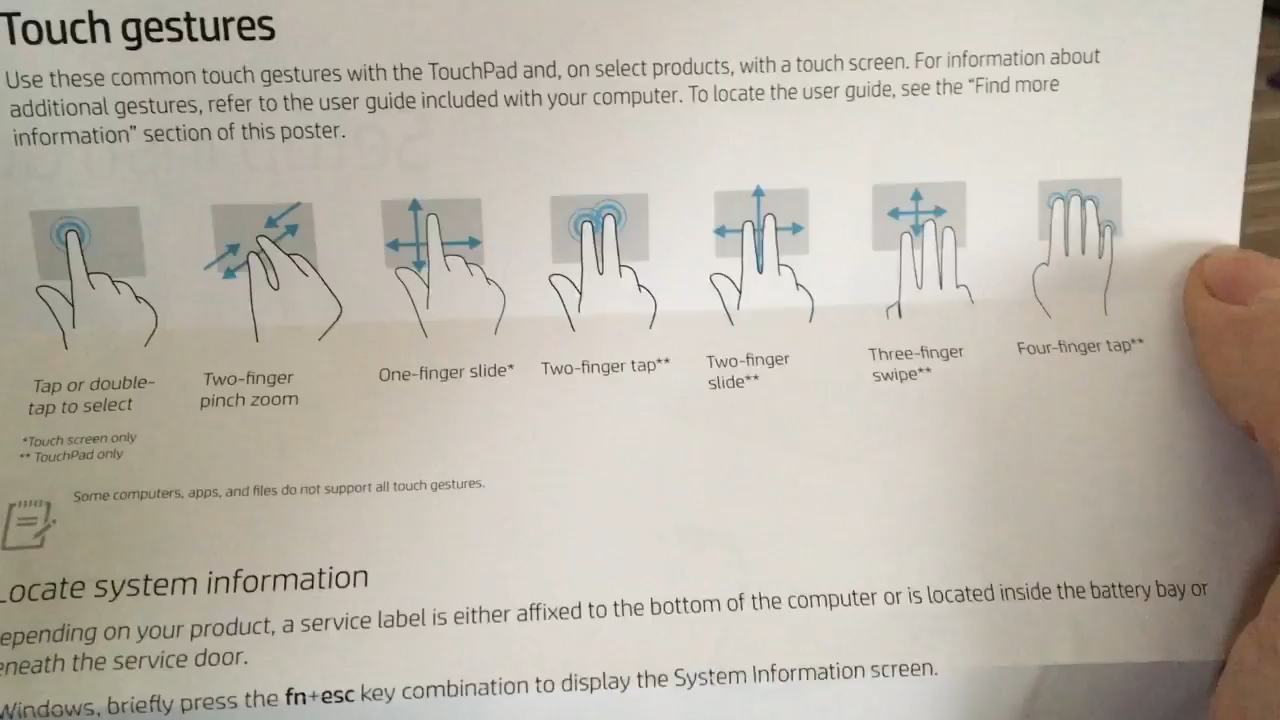 Touch gestures
Use these common touch gestures with the TouchPad and, on select products, with a touch screen. For information about
additional gestures, refer to the user guide included with your computer. To locate the user guide, see the “Find more
information” section of this poster.
Tap or double-
tap to select
Two-finger
pinch zoom
One-finger slide*
Two-finger tap**
Two-finger
slide**
Three-finger
swipe**
Four-finger tap**
*Touch screen only
** TouchPad only
Some computers, apps, and files do not support all touch gestures.
Locate system information
epending on your product, a service label is either affixed to the bottom of the computer or is located inside the battery bay or
eneath the service door.
Windows, briefly press the fn+esc key combination to display the System Information screen.